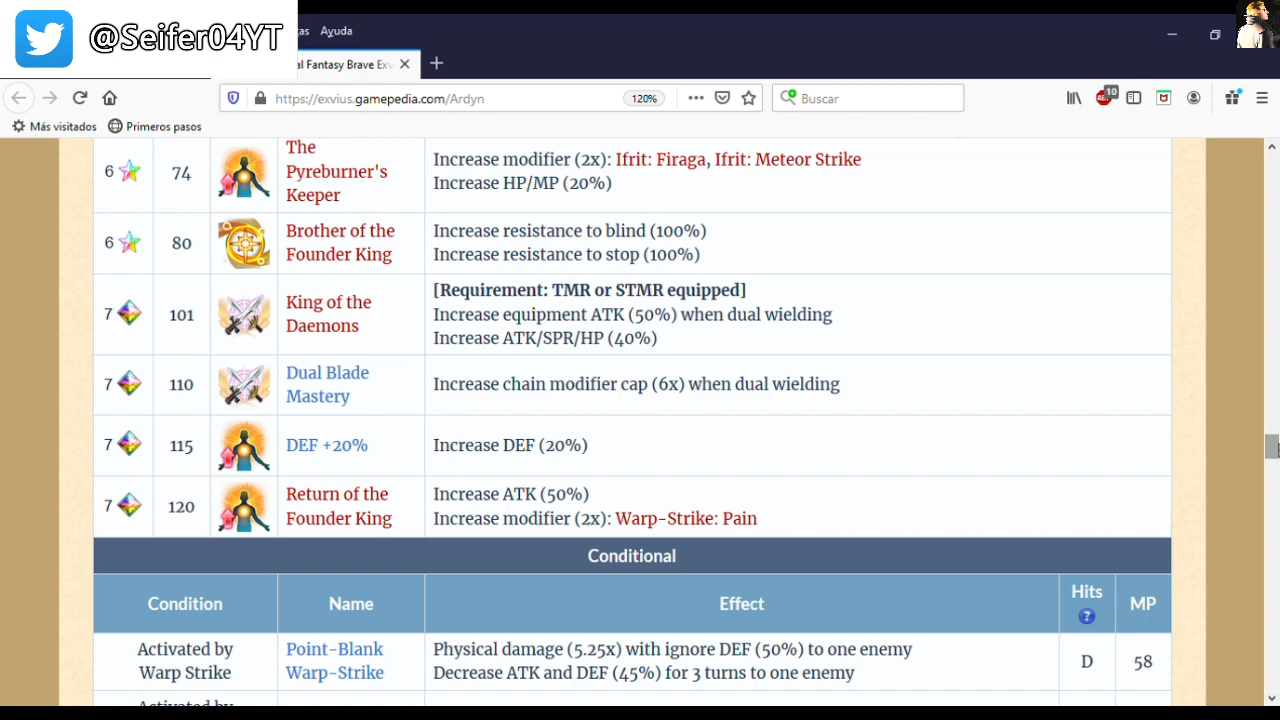 @Seifer04YT
as Ayuda
al Fantasy Brave Exv
https://exvius.gamepedia.com/Ardyn 120% Buscar 10
Más visitados Primeros pasos
6 74 The Pyreburner's Keeper
Increase modifier (2x): Ifrit: Firaga, Ifrit: Meteor Strike
Increase HP/MP (20%)
6 80 Brother of the Founder King
Increase resistance to blind (100%)
Increase resistance to stop (100%)
7 101 King of the Daemons
[Requirement: TMR or STMR equipped]
Increase equipment ATK (50%) when dual wielding
Increase ATK/SPR/HP (40%)
7 110 Dual Blade Mastery
Increase chain modifier cap (6x) when dual wielding
7 115 DEF +20% Increase DEF (20%)
7 120 Return of the Founder King
Increase ATK (50%)
Increase modifier (2x): Warp-Strike: Pain
Conditional
Condition Name Effect Hits ? MP
Activated by Warp Strike
Point-Blank Warp-Strike
Physical damage (5.25x) with ignore DEF (50%) to one enemy
Decrease ATK and DEF (45%) for 3 turns to one enemy
D 58